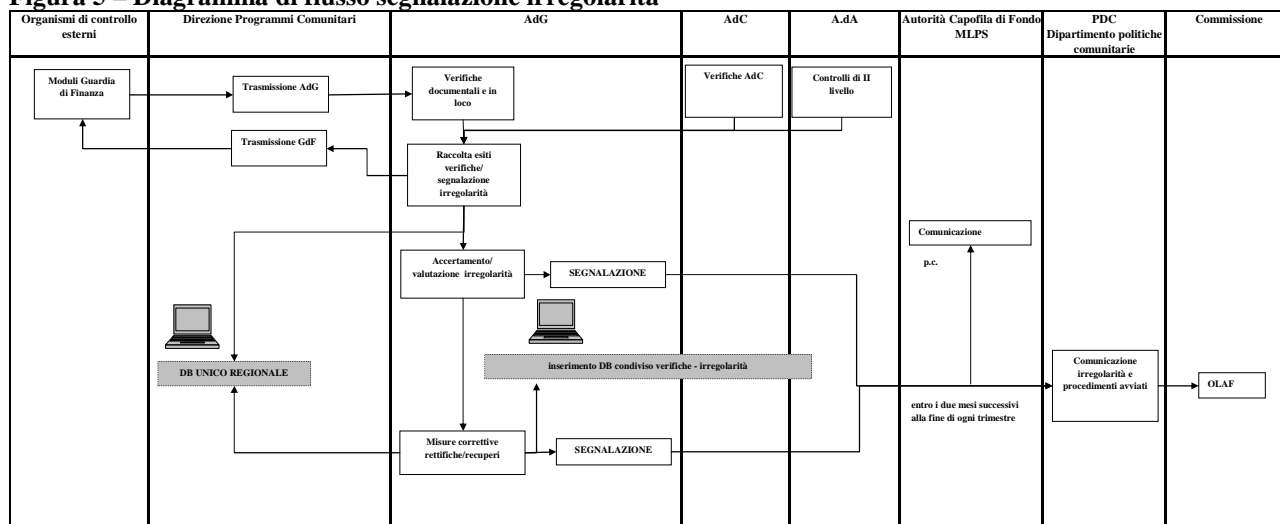 Figura 5 – Diagramma di flusso segnalazione irregolarità
Organismi di controllo
esterni
Direzione Programmi Comunitari
AdG
AdC
A.dA
Autorità Capofila di Fondo
MLPS
PDC
Dipartimento politiche
comunitarie
Commissione
Moduli Guardia
di Finanza
Trasmissione AdG
Verifiche
documentali e in
loco
Verifiche AdC
Controlli di II
livello
Trasmissione GdF
Raccolta esiti
verifiche/
segnalazione
irregolarità
Comunicazione
p.c.
Accertamento/
valutazione irregolarità
SEGNALAZIONE
DB UNICO REGIONALE
inserimento DB condiviso verifiche - irregolarità
Comunicazione
irregolarità e
procedimenti avviati
OLAF
entro i due mesi successivi
alla fine di ogni trimestre
Misure correttive
rettifiche/recuperi
SEGNALAZIONE